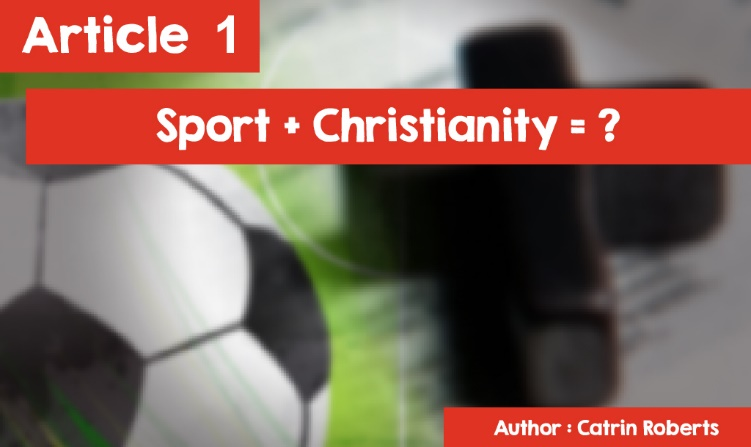 Article 1
Sport + Christianity = ?
Author : Catrin Roberts